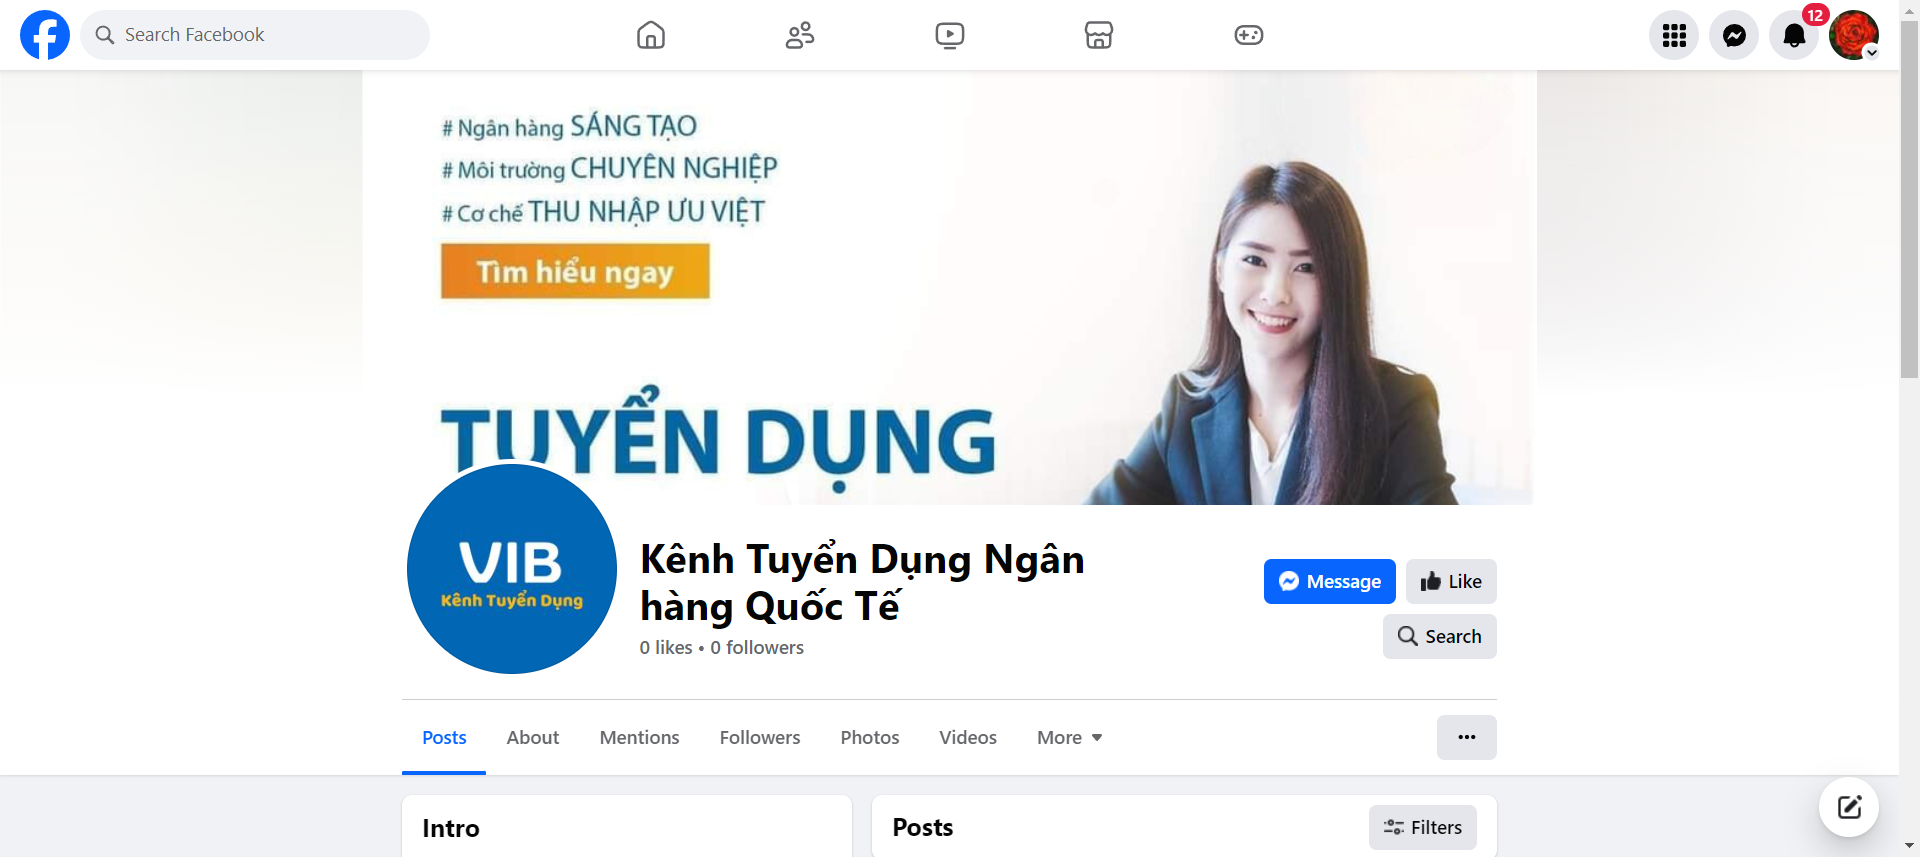 Search Facebook
12
# Ngân hàng SÁNG TẠO
# Môi trường CHUYÊN NGHIỆP
# Cơ chế THU NHẬP ƯU VIỆT
Tìm hiểu ngay
TUYỂN DỤNG
VIB
Kênh Tuyển Dụng
Kênh Tuyển Dụng Ngân
hàng Quốc Tế
0 likes • 0 followers
Message
Like
Search
Posts
About
Mentions
Followers
Photos
Videos
More
Intro
Posts
Filters